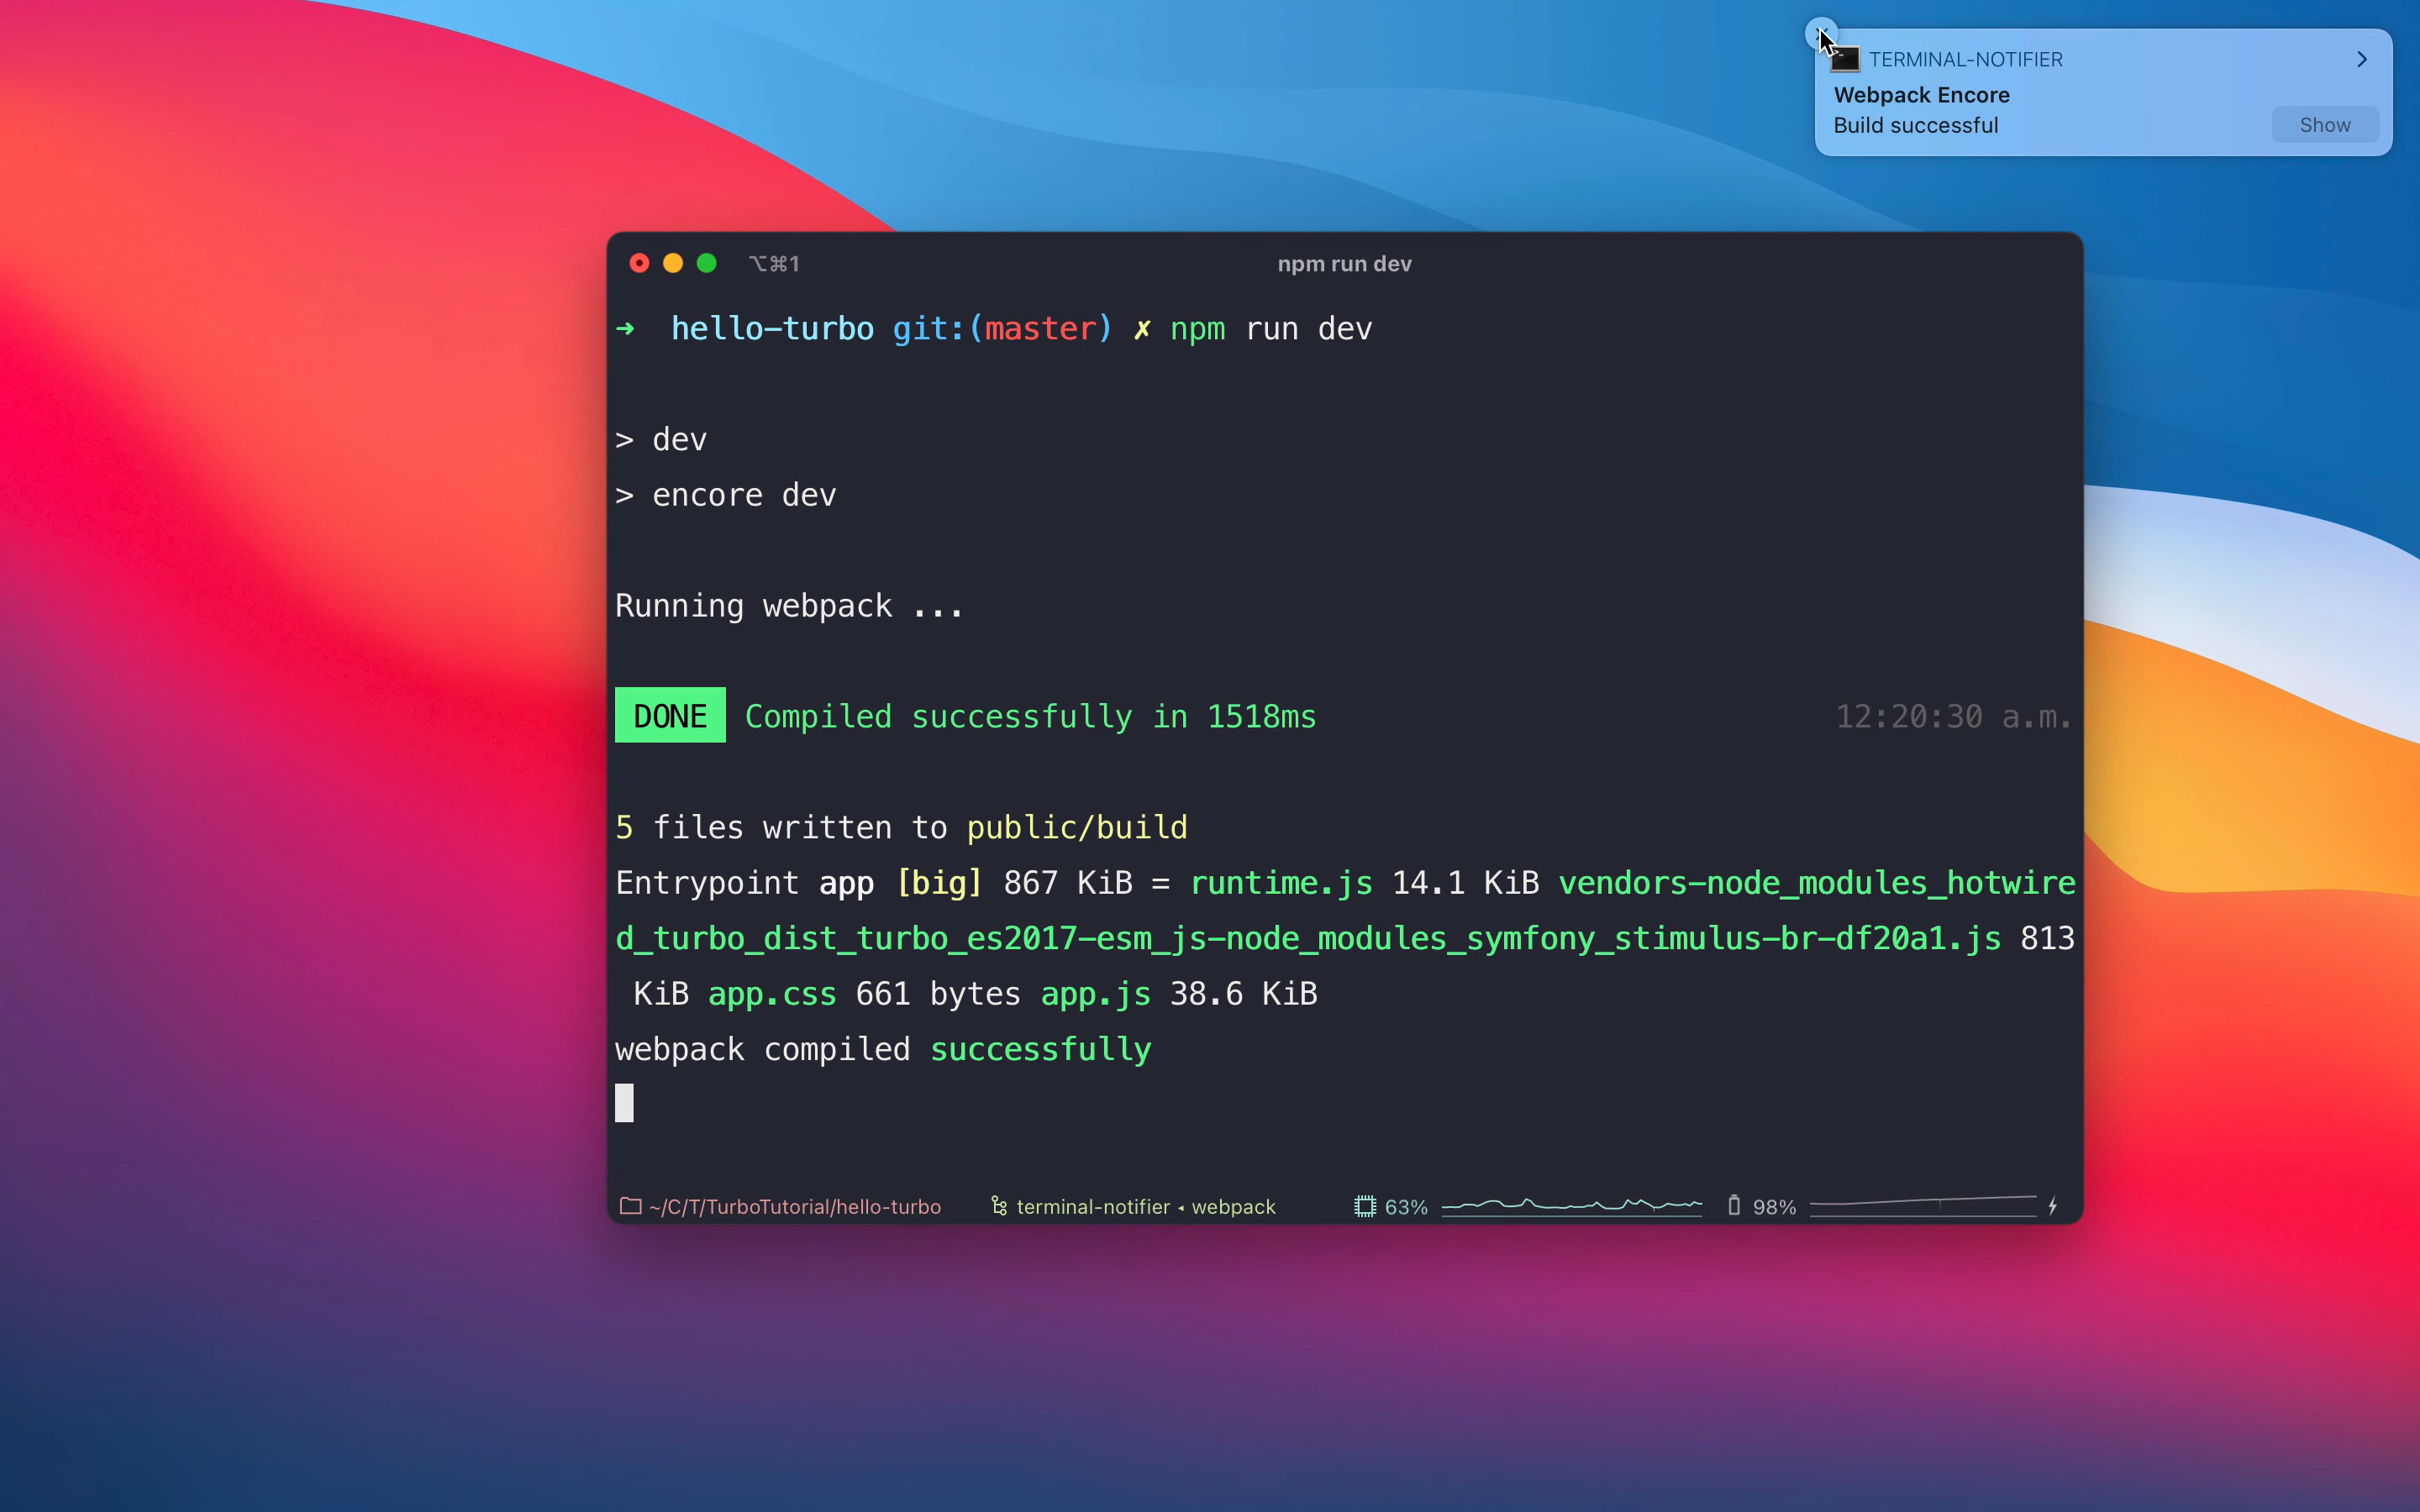 TERMINAL-NOTIFIER
Webpack Encore
Build successful
Show
⌥⌘1
npm run dev
➜ hello-turbo git:(master) ✗ npm run dev
> dev
> encore dev
Running webpack ...
DONE Compiled successfully in 1518ms 12:20:30 a.m.
5 files written to public/build
Entrypoint app [big] 867 KiB = runtime.js 14.1 KiB vendors-node_modules_hotwire
d_turbo_dist_turbo_es2017-esm_js-node_modules_symfony_stimulus-br-df20a1.js 813
KiB app.css 661 bytes app.js 38.6 KiB
webpack compiled successfully
~/C/T/TurboTutorial/hello-turbo terminal-notifier ◂ webpack 63% 98%